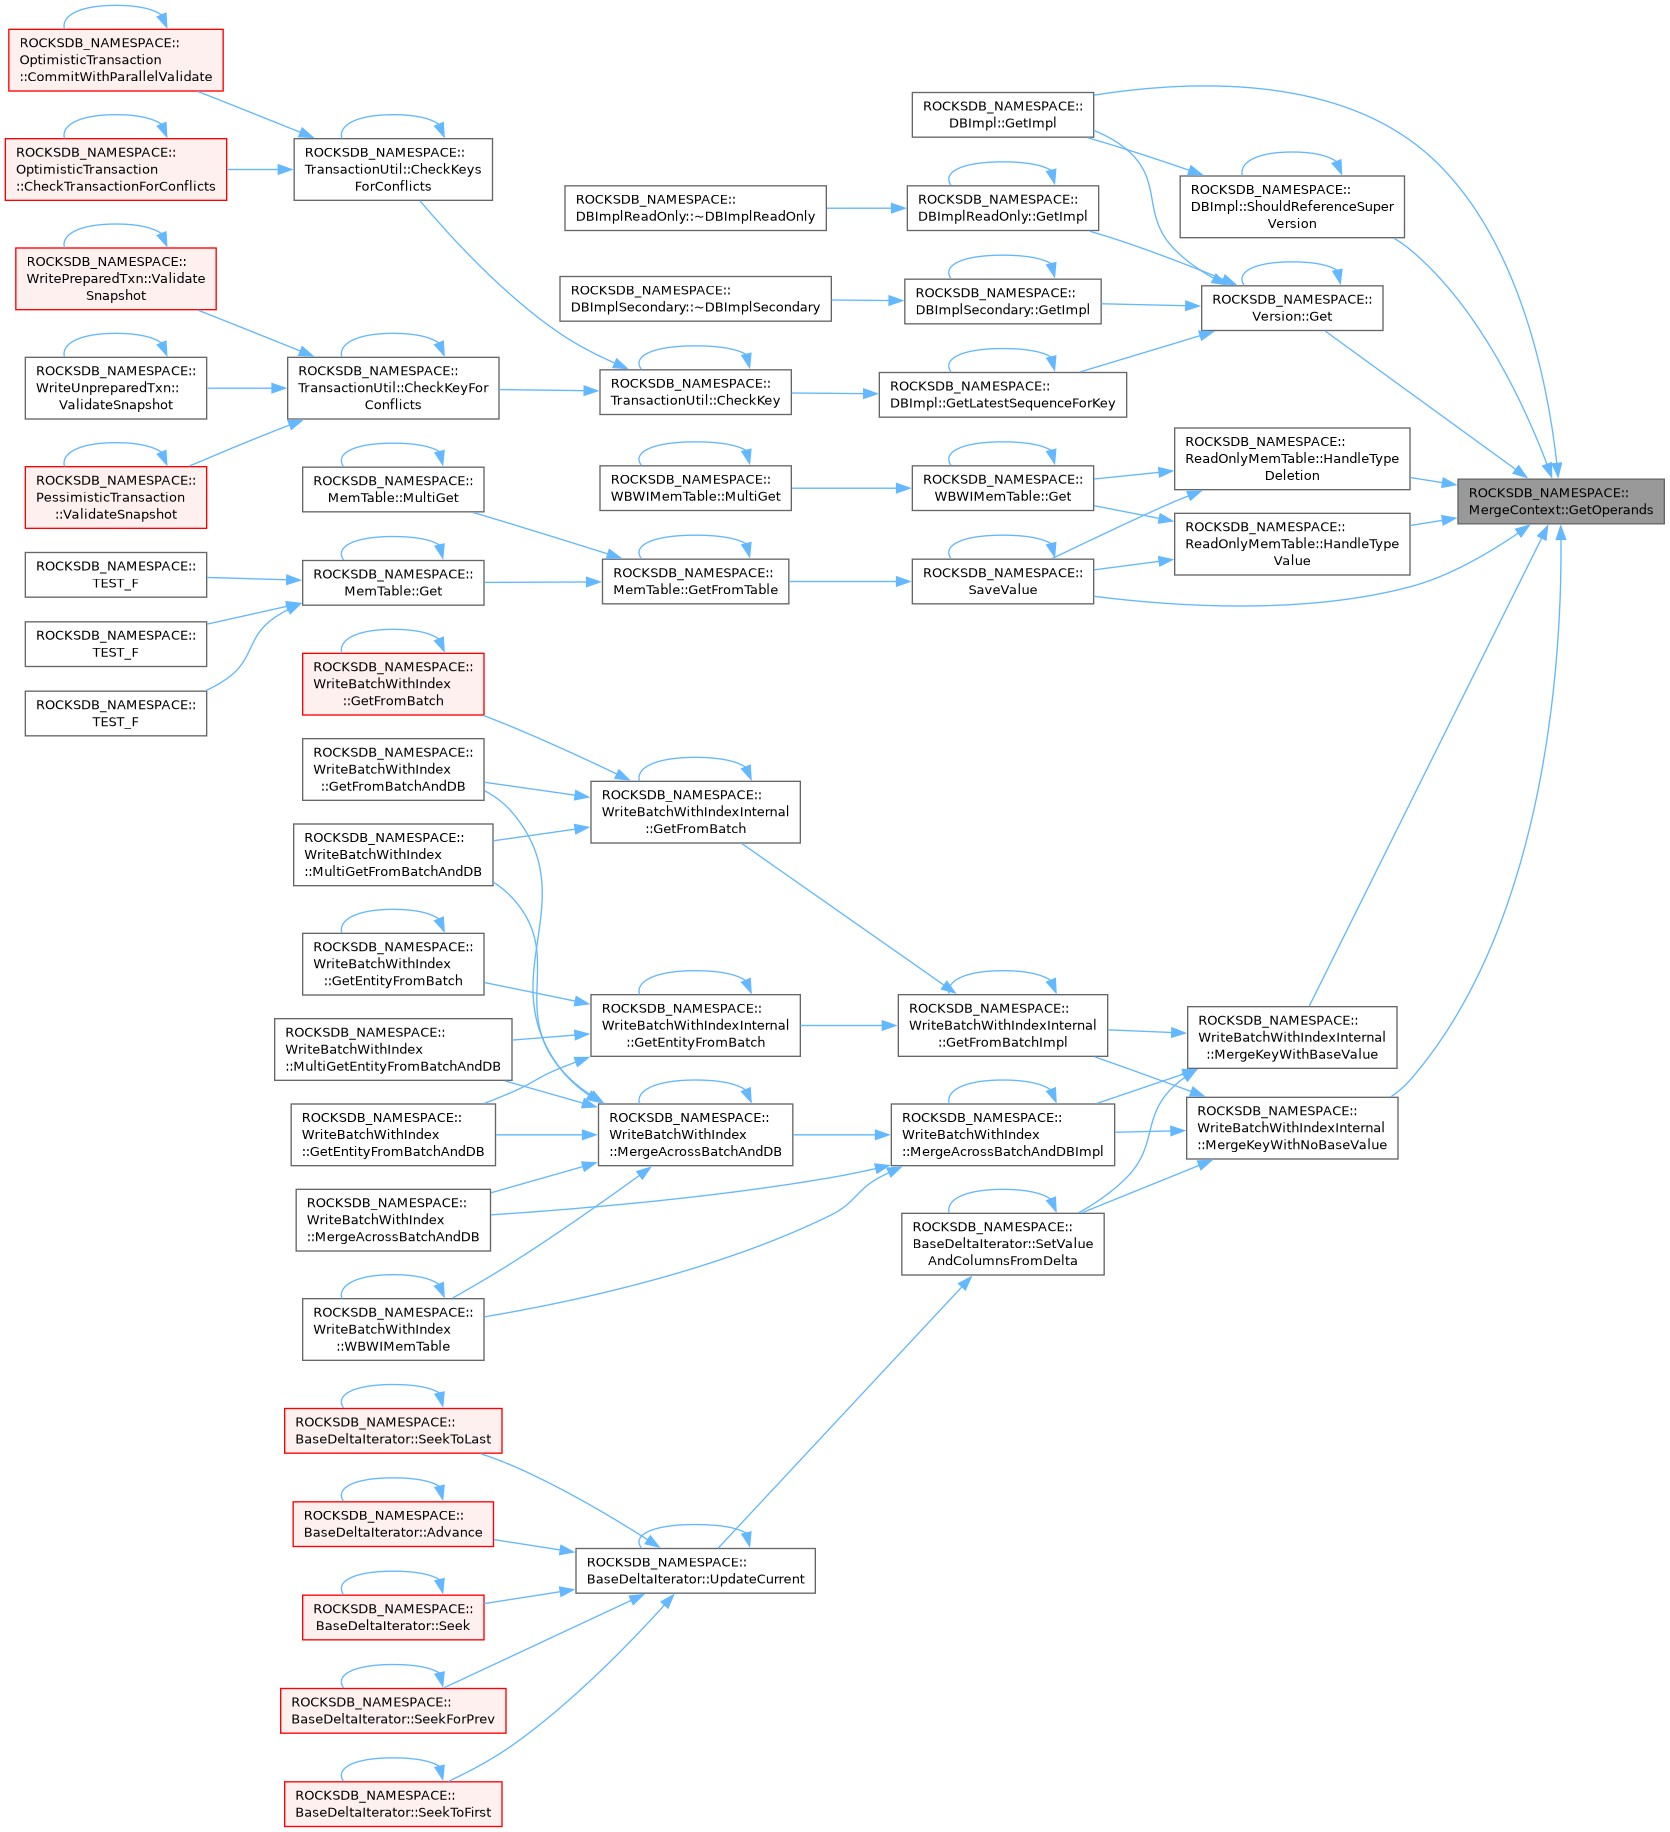 ROCKSDB_NAMESPACE::
OptimisticTransaction
::CommitWithParallelValidate
ROCKSDB_NAMESPACE::
OptimisticTransaction
::CheckTransactionForConflicts
ROCKSDB_NAMESPACE::
WritePreparedTxn::Validate
Snapshot
ROCKSDB_NAMESPACE::
WriteUnpreparedTxn::
ValidateSnapshot
ROCKSDB_NAMESPACE::
PessimisticTransaction
::ValidateSnapshot
ROCKSDB_NAMESPACE::
TEST_F
ROCKSDB_NAMESPACE::
TEST_F
ROCKSDB_NAMESPACE::
TEST_F
ROCKSDB_NAMESPACE::
TransactionUtil::CheckKeys
ForConflicts
ROCKSDB_NAMESPACE::
TransactionUtil::CheckKeyFor
Conflicts
ROCKSDB_NAMESPACE::
MemTable::MultiGet
ROCKSDB_NAMESPACE::
MemTable::Get
ROCKSDB_NAMESPACE::
WriteBatchWithIndex
::GetFromBatch
ROCKSDB_NAMESPACE::
WriteBatchWithIndex
::GetFromBatchAndDB
ROCKSDB_NAMESPACE::
WriteBatchWithIndex
::MultiGetFromBatchAndDB
ROCKSDB_NAMESPACE::
WriteBatchWithIndex
::GetEntityFromBatch
ROCKSDB_NAMESPACE::
WriteBatchWithIndex
::MultiGetEntityFromBatchAndDB
ROCKSDB_NAMESPACE::
WriteBatchWithIndex
::GetEntityFromBatchAndDB
ROCKSDB_NAMESPACE::
WriteBatchWithIndex
::MergeAcrossBatchAndDB
ROCKSDB_NAMESPACE::
WriteBatchWithIndex
::WBWIMemTable
ROCKSDB_NAMESPACE::
BaseDeltaIterator::SeekToLast
ROCKSDB_NAMESPACE::
BaseDeltaIterator::Advance
ROCKSDB_NAMESPACE::
BaseDeltaIterator::Seek
ROCKSDB_NAMESPACE::
BaseDeltaIterator::SeekForPrev
ROCKSDB_NAMESPACE::
BaseDeltaIterator::SeekToFirst
ROCKSDB_NAMESPACE::
DBImplReadOnly::~DBImplReadOnly
ROCKSDB_NAMESPACE::
DBImplSecondary::~DBImplSecondary
ROCKSDB_NAMESPACE::
TransactionUtil::CheckKey
ROCKSDB_NAMESPACE::
WBWIMemTable::MultiGet
ROCKSDB_NAMESPACE::
MemTable::GetFromTable
ROCKSDB_NAMESPACE::
WriteBatchWithIndexInternal
::GetFromBatch
ROCKSDB_NAMESPACE::
WriteBatchWithIndexInternal
::GetEntityFromBatch
ROCKSDB_NAMESPACE::
WriteBatchWithIndex
::MergeAcrossBatchAndDB
ROCKSDB_NAMESPACE::
BaseDeltaIterator::UpdateCurrent
ROCKSDB_NAMESPACE::
DBImpl::GetImpl
ROCKSDB_NAMESPACE::
DBImplReadOnly::GetImpl
ROCKSDB_NAMESPACE::
DBImplSecondary::GetImpl
ROCKSDB_NAMESPACE::
DBImpl::GetLatestSequenceForKey
ROCKSDB_NAMESPACE::
WBWIMemTable::Get
ROCKSDB_NAMESPACE::
SaveValue
ROCKSDB_NAMESPACE::
WriteBatchWithIndexInternal
::GetFromBatchImpl
ROCKSDB_NAMESPACE::
WriteBatchWithIndex
::MergeAcrossBatchAndDBImpl
ROCKSDB_NAMESPACE::
BaseDeltaIterator::SetValue
AndColumnsFromDelta
ROCKSDB_NAMESPACE::
DBImpl::ShouldReferenceSuper
Version
ROCKSDB_NAMESPACE::
Version::Get
ROCKSDB_NAMESPACE::
ReadOnlyMemTable::HandleType
Deletion
ROCKSDB_NAMESPACE::
ReadOnlyMemTable::HandleType
Value
ROCKSDB_NAMESPACE::
WriteBatchWithIndexInternal
::MergeKeyWithBaseValue
ROCKSDB_NAMESPACE::
WriteBatchWithIndexInternal
::MergeKeyWithNoBaseValue
ROCKSDB_NAMESPACE::
MergeContext::GetOperands